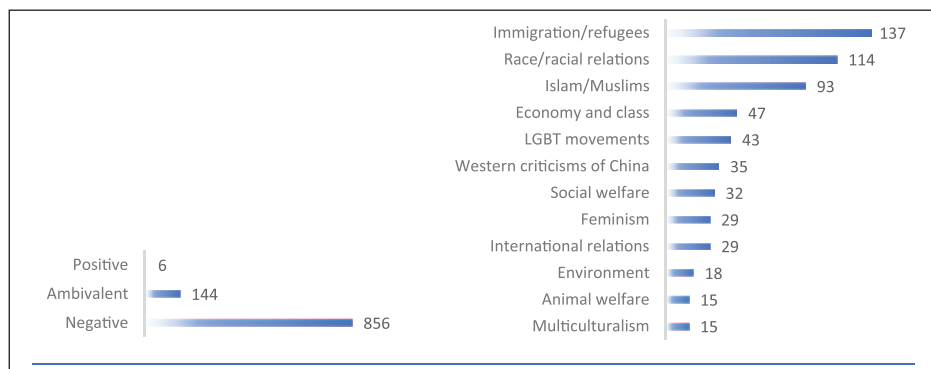 Positive 6
Ambivalent 144
Negative 856
Immigration/refugees 137
Race/racial relations 114
Islam/Muslims 93
Economy and class 47
LGBT movements 43
Western criticisms of China 35
Social welfare 32
Feminism 29
International relations 29
Environment 18
Animal welfare 15
Multiculturalism 15